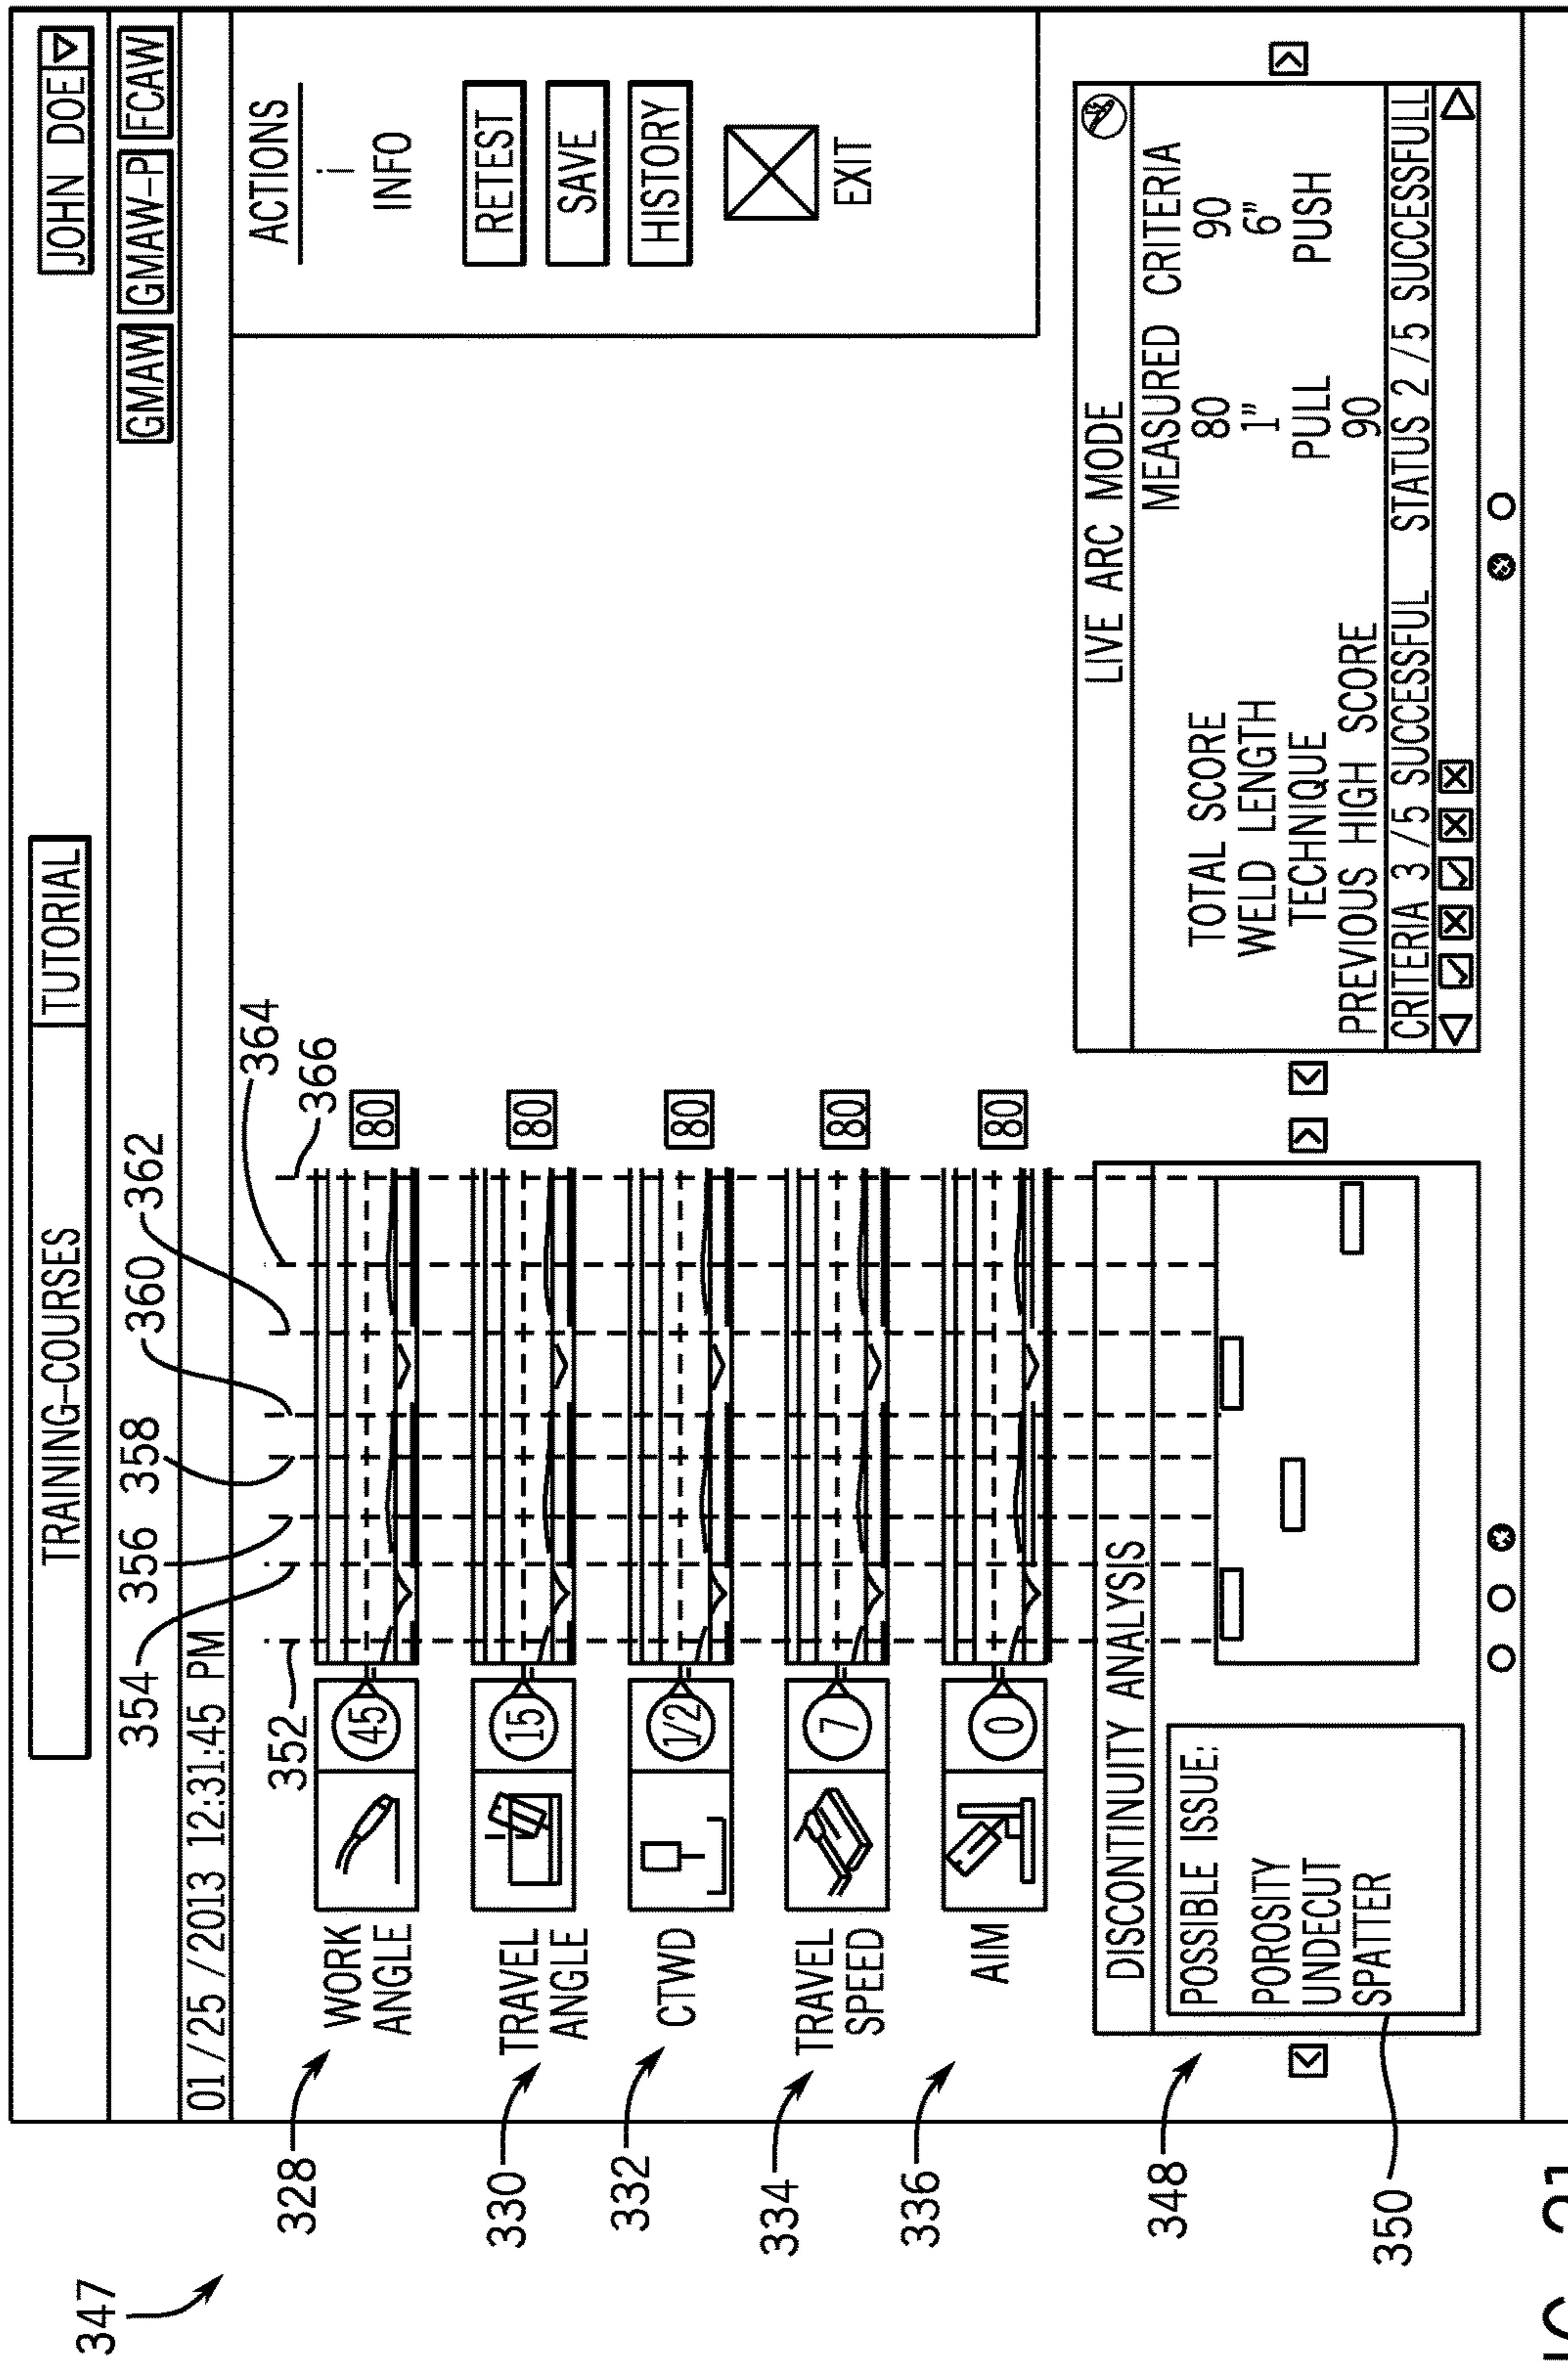 347
TRAINING-COURSES
TUTORIAL
JOHN DOE
GMAW
GMAW-P
FCAW
01/25/2013 12:31:45 PM
352
354
356
358
360
362
364
366
328
WORK
ANGLE
45
80
330
TRAVEL
ANGLE
15
80
332
CTWD
1/2
80
334
TRAVEL
SPEED
7
80
336
AIM
0
80
ACTIONS
i
INFO
RETEST
SAVE
HISTORY
EXIT
348
DISCONTINUITY ANALYSIS
POSSIBLE ISSUE:
POROSITY
UNDECUT
SPATTER
350
LIVE ARC MODE
MEASURED CRITERIA
TOTAL SCORE 80 90
WELD LENGTH 1" 6"
TECHNIQUE PULL PUSH
PREVIOUS HIGH SCORE 90
CRITERIA 3/5 SUCCESSFUL STATUS 2/5 SUCCESSFULL